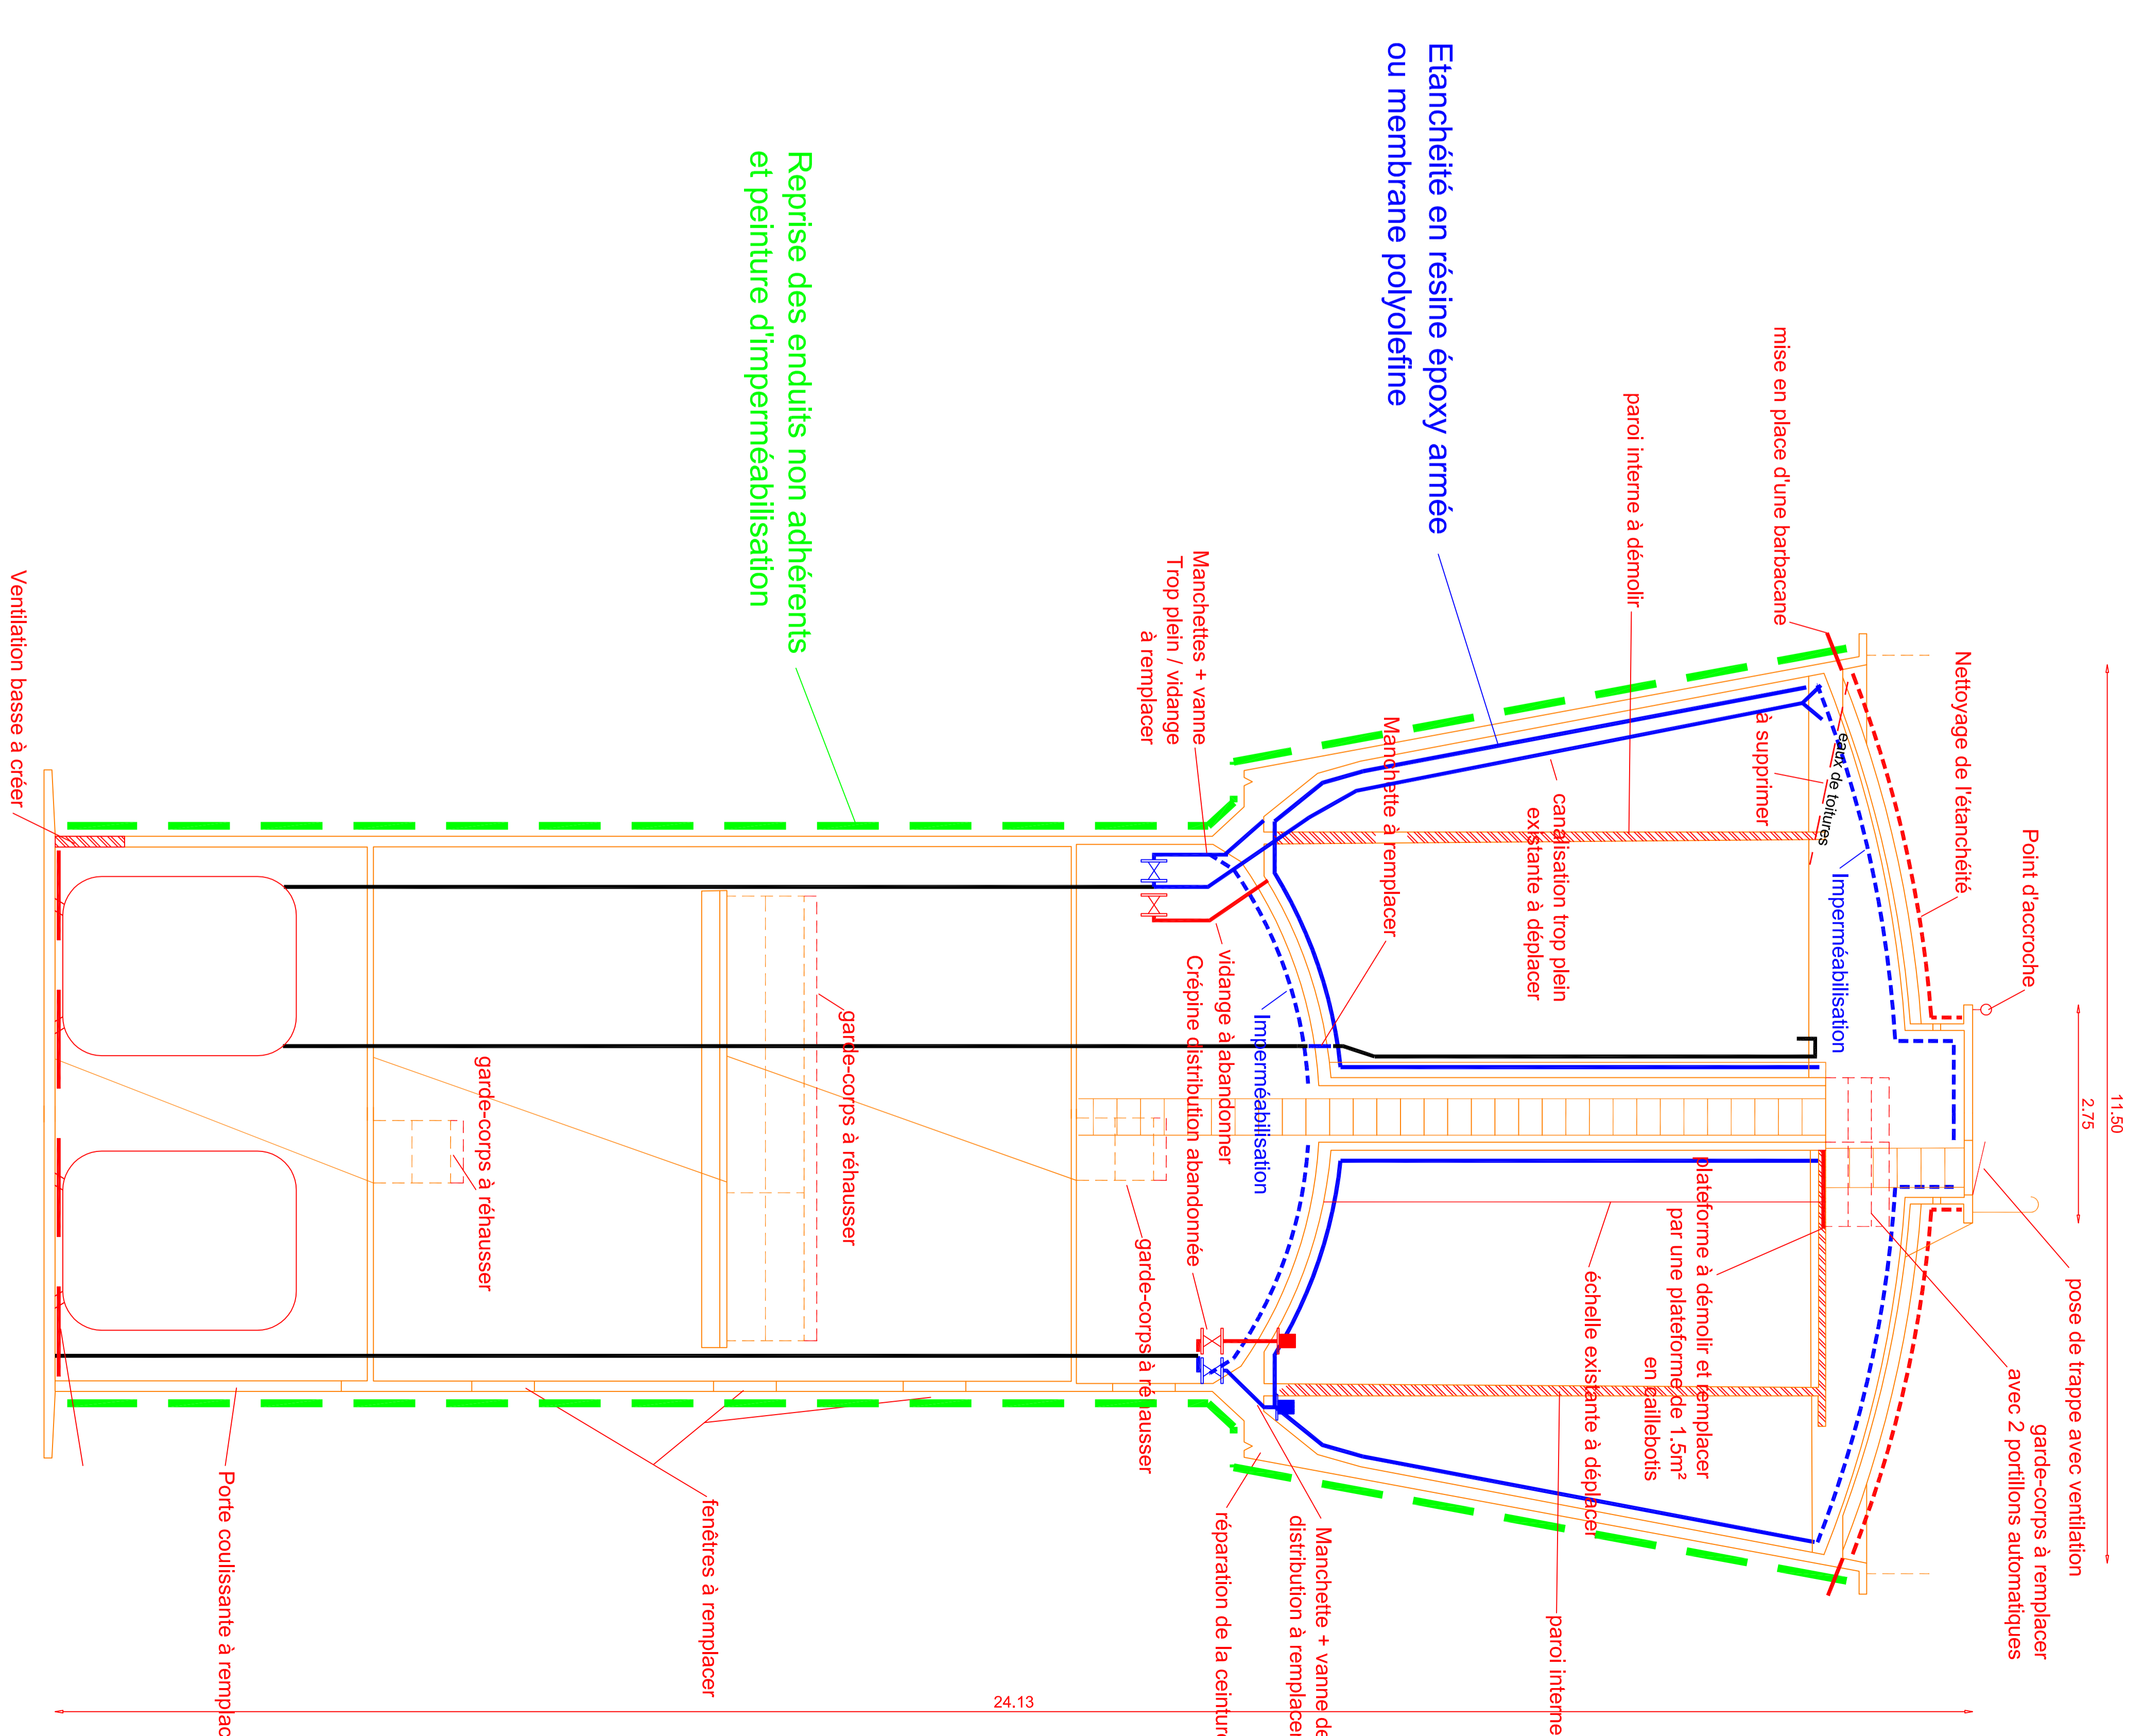 11.50
2.75
pose de trappe avec ventilation
garde-corps à remplacer
avec 2 portillons automatiques
Point d'accroche
Nettoyage de l'étanchéité
Imperméabilisation
eaux de toitures
à supprimer
mise en place d'une barbacane
plateforme à démolir et remplacer
par une plateforme de 1.5m²
en caillebotis
paroi interne à démolir
échelle existante à déplacer
canalisation trop plein
existante à déplacer
paroi interne
Etanchéité en résine époxy armée
ou membrane polyolefine
Manchette à remplacer
Manchette + vanne de
distribution à remplacer
Imperméabilisation
réparation de la ceinture
vidange à abandonner
Crépine distribution abandonnée
Manchettes + vanne
Trop plein / vidange
à remplacer
garde-corps à réhausser
24.13
garde-corps à réhausser
Reprise des enduits non adhérents
et peinture d'imperméabilisation
fenêtres à remplacer
garde-corps à réhausser
Porte coulissante à remplac
Ventilation basse à créer